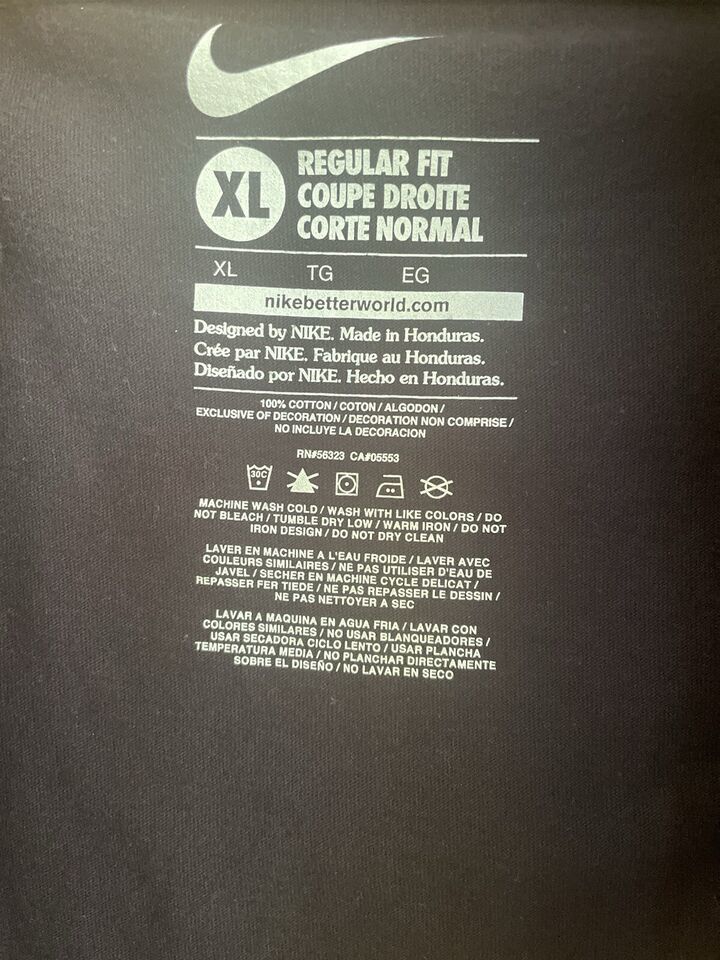 XL
REGULAR FIT
COUPE DROITE
CORTE NORMAL
XL TG EG
nikebetterworld.com
Designed by NIKE. Made in Honduras.
Crée par NIKE. Fabrique au Honduras.
Diseñado por NIKE. Hecho en Honduras.
100% COTTON / COTON / ALGODON /
EXCLUSIVE OF DECORATION / DECORATION NON COMPRISE /
NO INCLUYE LA DECORACION
RN#56323 CA#05553
30C
MACHINE WASH COLD / WASH WITH LIKE COLORS / DO
NOT BLEACH / TUMBLE DRY LOW / WARM IRON / DO NOT
IRON DESIGN / DO NOT DRY CLEAN
LAVER EN MACHINE A L'EAU FROIDE / LAVER AVEC
COULEURS SIMILAIRES / NE PAS UTILISER D'EAU DE
JAVEL / SECHER EN MACHINE CYCLE DELICAT /
REPASSER FER TIEDE / NE PAS REPASSER LE DESSIN /
NE PAS NETTOYER A SEC
LAVAR A MAQUINA EN AGUA FRIA / LAVAR CON
COLORES SIMILARES / NO USAR BLANQUEADORES /
USAR SECADORA CICLO LENTO / USAR PLANCHA
TEMPERATURA MEDIA / NO PLANCHAR DIRECTAMENTE
SOBRE EL DISEÑO / NO LAVAR EN SECO